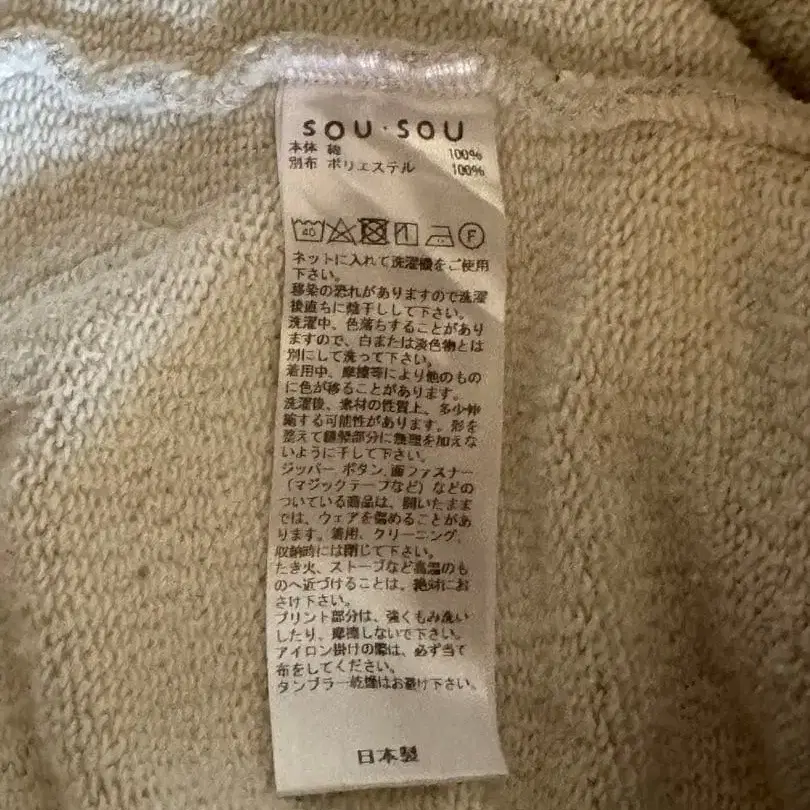 SOU・SOU
本体 綿 100%
別布 ポリエステル 100%
40 F
ネットに入れて洗濯機をご使用
下さい。
移染の恐れがありますので洗濯
後直ちに陰干しして下さい。
洗濯中、色落ちすることがあり
ますので、白または淡色物とは
別にして洗って下さい。
着用中、摩擦等により他のもの
に色が移ることがあります。
洗濯後、素材の性質上、多少伸
縮する可能性があります。形を
整えて縫製部分に無理を加えな
いように干して下さい。
ジッパー、ボタン、面ファスナー
（マジックテープなど）などの
ついている商品は、開いたまま
では、ウェアを傷めることがあ
ります。着用、クリーニング、
収納時には閉じて下さい。
たき火、ストーブなど高温のも
のへ近づけることは、絶対にお
さけ下さい。
プリント部分は、強くもみ洗い
したり、摩擦しないで下さい。
アイロン掛けの際は、必ず当て
布をしてください。
タンブラー乾燥はお避け下さい。
日本製